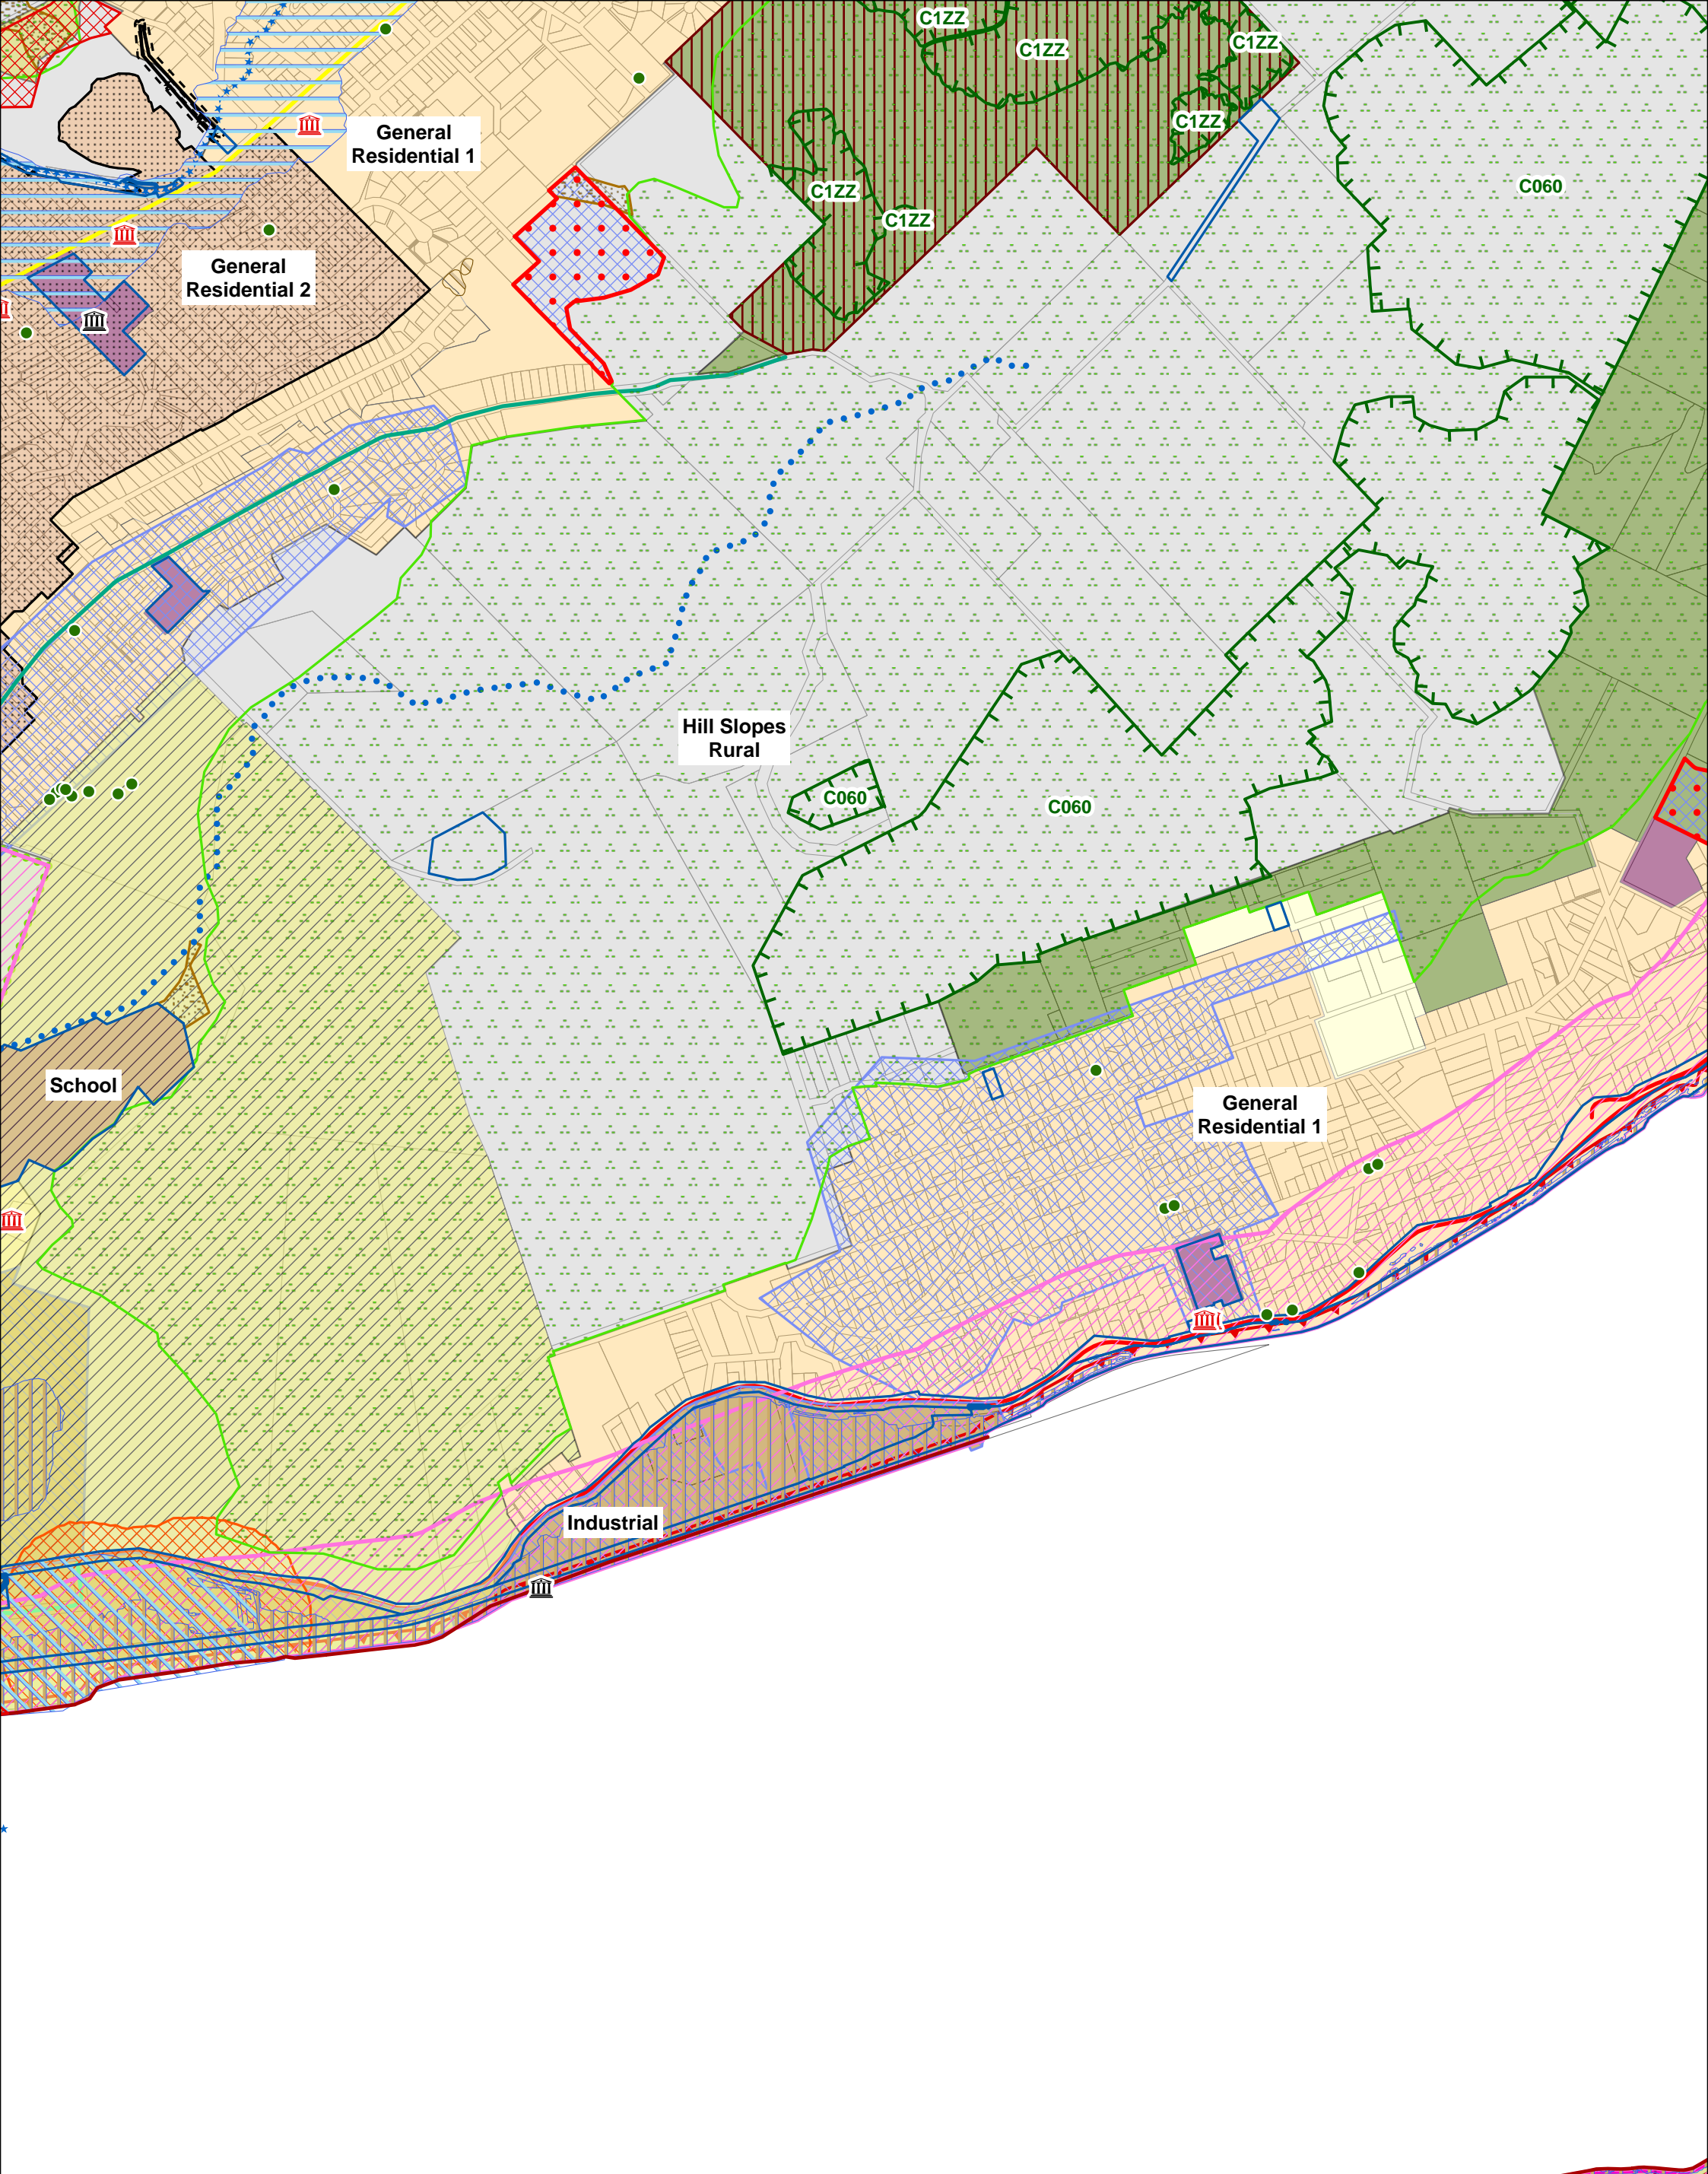 C1ZZ
C1ZZ
C1ZZ
C1ZZ
General
Residential 1
C1ZZ
C060
C1ZZ
General
Residential 2
Hill Slopes
Rural
C060
C060
School
General
Residential 1
Industrial